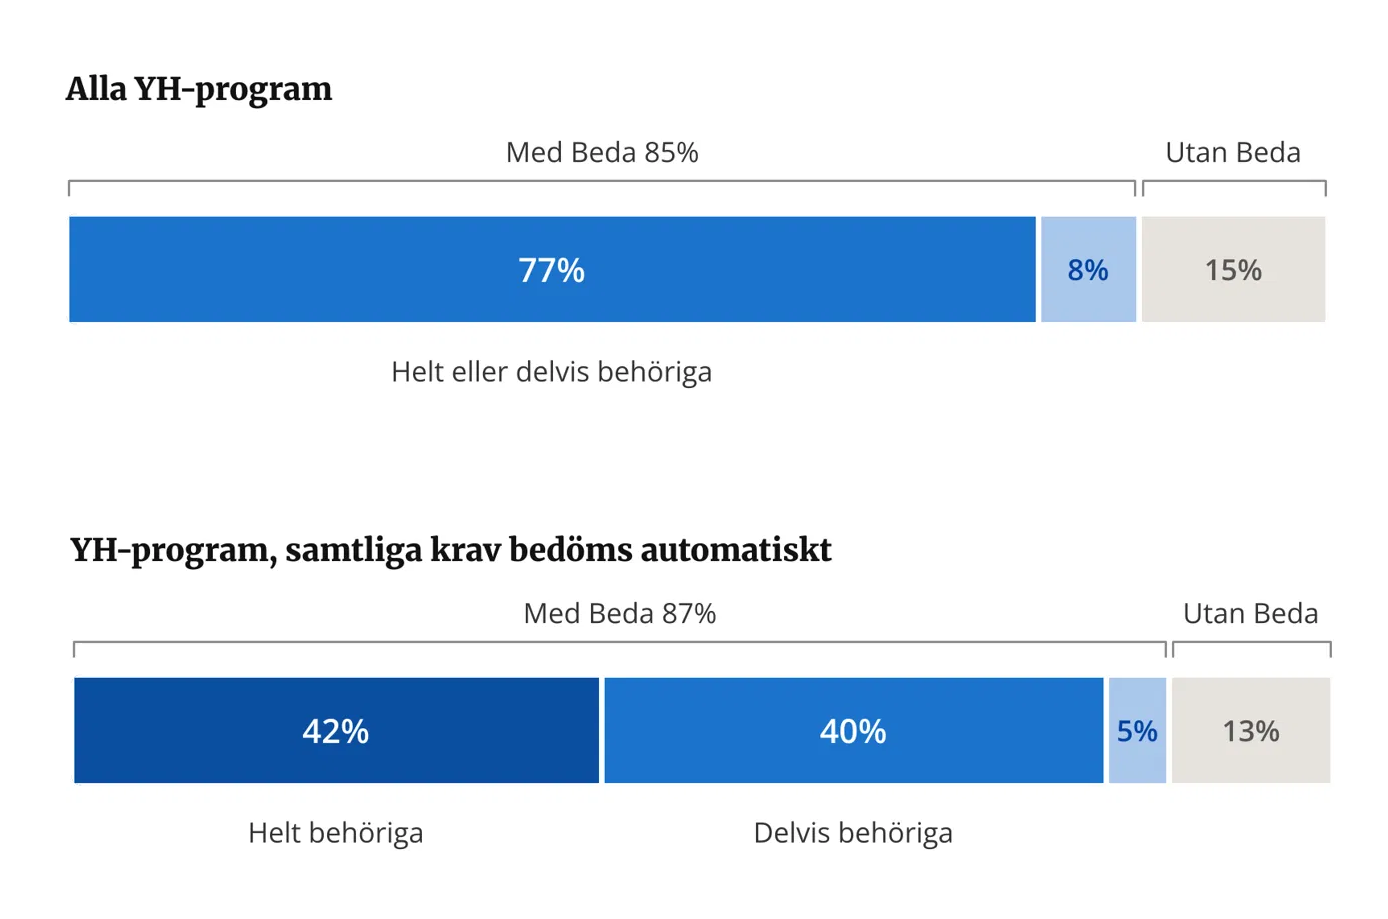 Alla YH-program
Med Beda 85%
Utan Beda
77%
8%
15%
Helt eller delvis behöriga
YH-program, samtliga krav bedöms automatiskt
Med Beda 87%
Utan Beda
42%
40%
5%
13%
Helt behöriga
Delvis behöriga